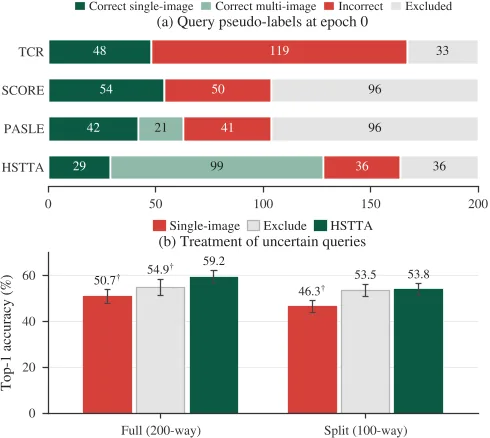 Correct single-image Correct multi-image Incorrect Excluded
(a) Query pseudo-labels at epoch 0
TCR 48 119 33
SCORE 54 50 96
PASLE 42 21 41 96
HSTTA 29 99 36 36
0 50 100 150 200
Single-image Exclude HSTTA
(b) Treatment of uncertain queries
Top-1 accuracy (%)
60
40
20
0
50.7† 54.9† 59.2 46.3† 53.5 53.8
Full (200-way) Split (100-way)